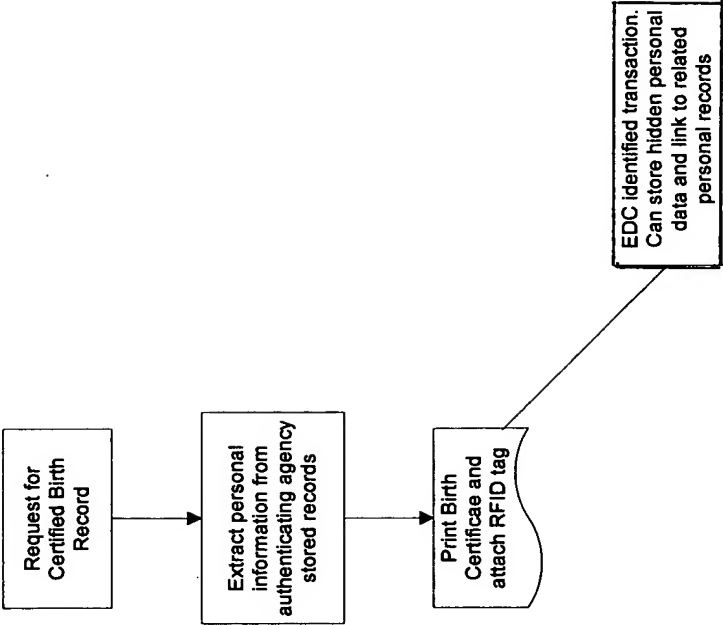 Request for
Certified Birth
Record
Extract personal
information from
authenticating agency
stored records
Print Birth
Certificae and
attach RFID tag
EDC identified transaction.
Can store hidden personal
data and link to related
personal records